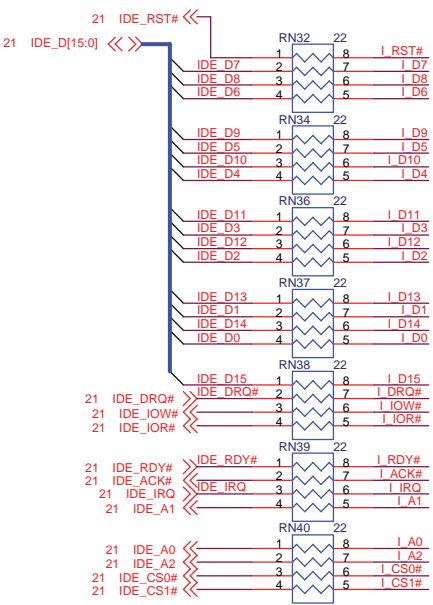 21 IDE_RST#
21 IDE_D[15:0]
RN32 22
1 8 I_RST#
IDE_D7 2 7 I_D7
IDE_D8 3 6 I_D8
IDE_D6 4 5 I_D6
RN34 22
IDE_D9 1 8 I_D9
IDE_D5 2 7 I_D5
IDE_D10 3 6 I_D10
IDE_D4 4 5 I_D4
RN36 22
IDE_D11 1 8 I_D11
IDE_D3 2 7 I_D3
IDE_D12 3 6 I_D12
IDE_D2 4 5 I_D2
RN37 22
IDE_D13 1 8 I_D13
IDE_D1 2 7 I_D1
IDE_D14 3 6 I_D14
IDE_D0 4 5 I_D0
RN38 22
IDE_D15 1 8 I_D15
21 IDE_DRQ# IDE_DRQ# 2 7 I_DRQ#
21 IDE_IOW# 3 6 I_IOW#
21 IDE_IOR# 4 5 I_IOR#
RN39 22
21 IDE_RDY# IDE_RDY# 1 8 I_RDY#
21 IDE_ACK# 2 7 I_ACK#
21 IDE_IRQ IDE_IRQ 3 6 I_IRQ
21 IDE_A1 4 5 I_A1
RN40 22
21 IDE_A0 1 8 I_A0
21 IDE_A2 2 7 I_A2
21 IDE_CS0# 3 6 I_CS0#
21 IDE_CS1# 4 5 I_CS1#